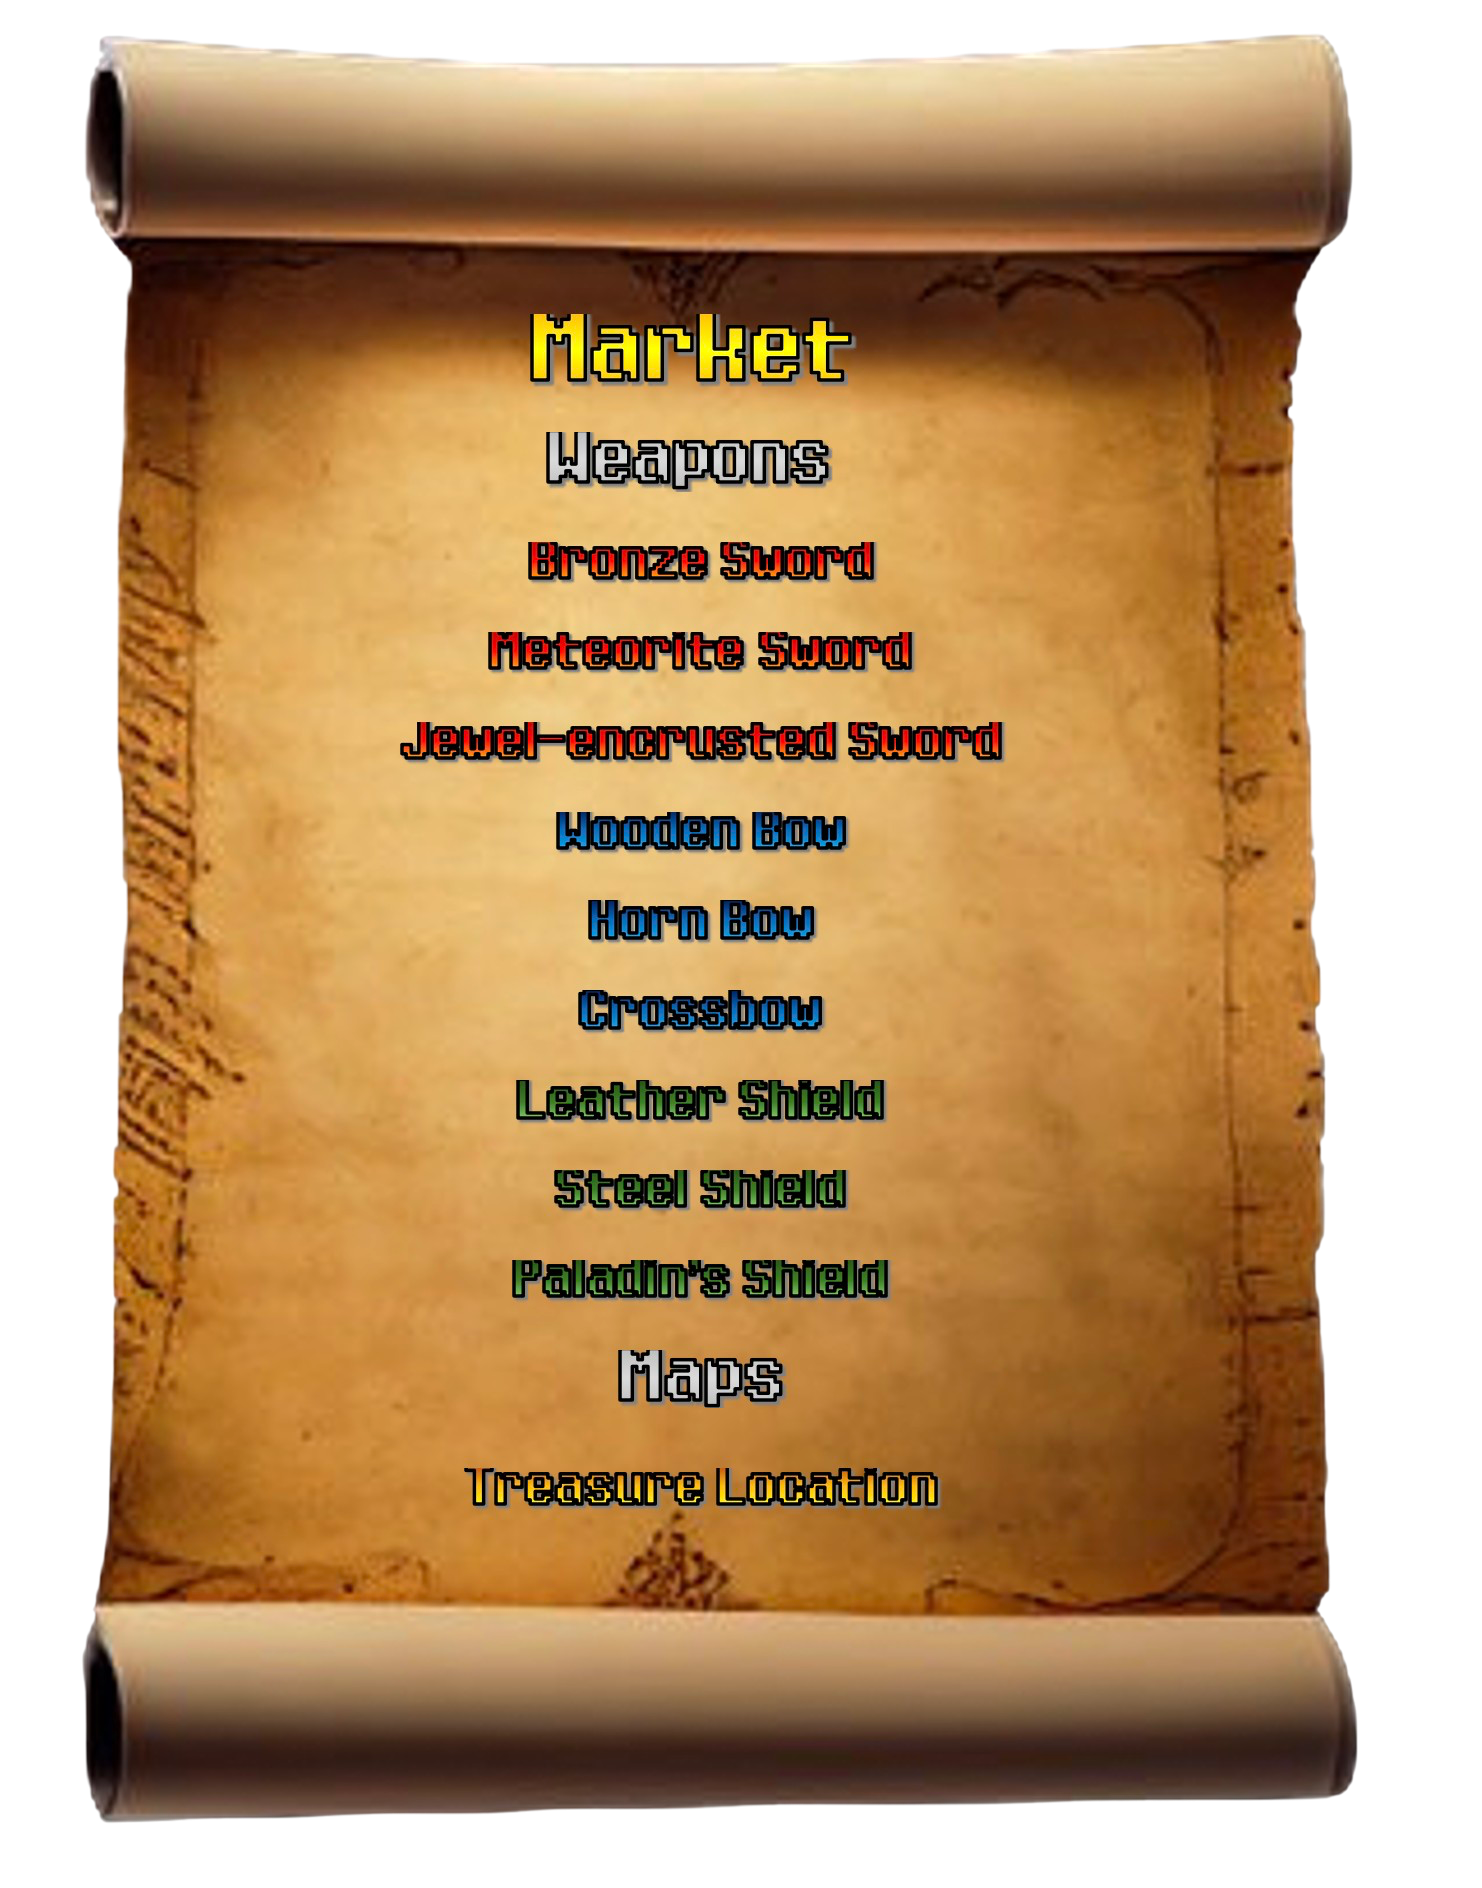 Market
Weapons
Bronze Sword
Meteorite Sword
Jewel-encrusted Sword
Wooden Bow
Horn Bow
Crossbow
Leather Shield
Steel Shield
Paladin's Shield
Maps
Treasure Location